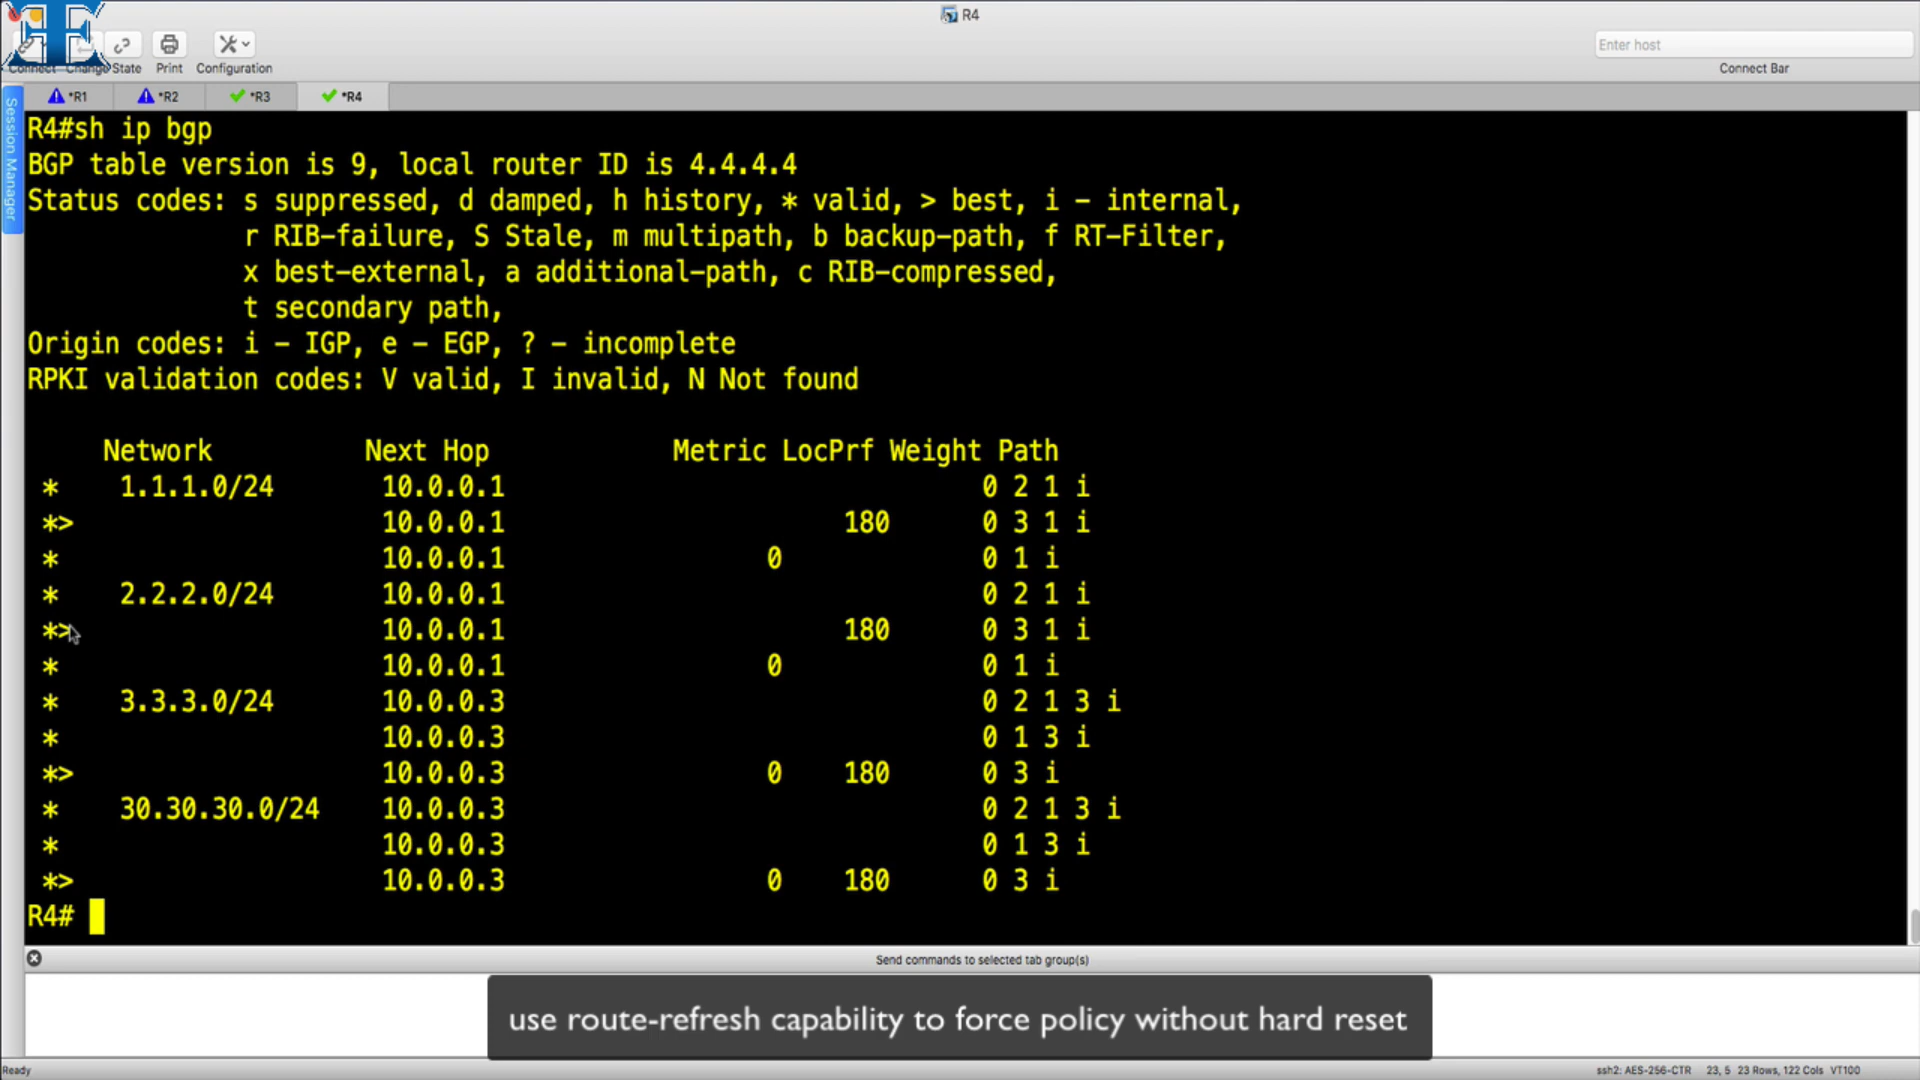 R4
Enter host
Connect Change State Print Configuration
Connect Bar
Session Manager
*R1 *R2 *R3 *R4
R4#sh ip bgp
BGP table version is 9, local router ID is 4.4.4.4
Status codes: s suppressed, d damped, h history, * valid, > best, i - internal,
r RIB-failure, S Stale, m multipath, b backup-path, f RT-Filter,
x best-external, a additional-path, c RIB-compressed,
t secondary path,
Origin codes: i - IGP, e - EGP, ? - incomplete
RPKI validation codes: V valid, I invalid, N Not found
Network Next Hop Metric LocPrf Weight Path
* 1.1.1.0/24 10.0.0.1 0 2 1 i
*> 10.0.0.1 180 0 3 1 i
* 10.0.0.1 0 0 1 i
* 2.2.2.0/24 10.0.0.1 0 2 1 i
*> 10.0.0.1 180 0 3 1 i
* 10.0.0.1 0 0 1 i
* 3.3.3.0/24 10.0.0.3 0 2 1 3 i
* 10.0.0.3 0 1 3 i
*> 10.0.0.3 0 180 0 3 i
* 30.30.30.0/24 10.0.0.3 0 2 1 3 i
* 10.0.0.3 0 1 3 i
*> 10.0.0.3 0 180 0 3 i
R4#
Send commands to selected tab group(s)
use route-refresh capability to force policy without hard reset
Ready
ssh2: AES-256-CTR 23, 5 23 Rows, 122 Cols VT100